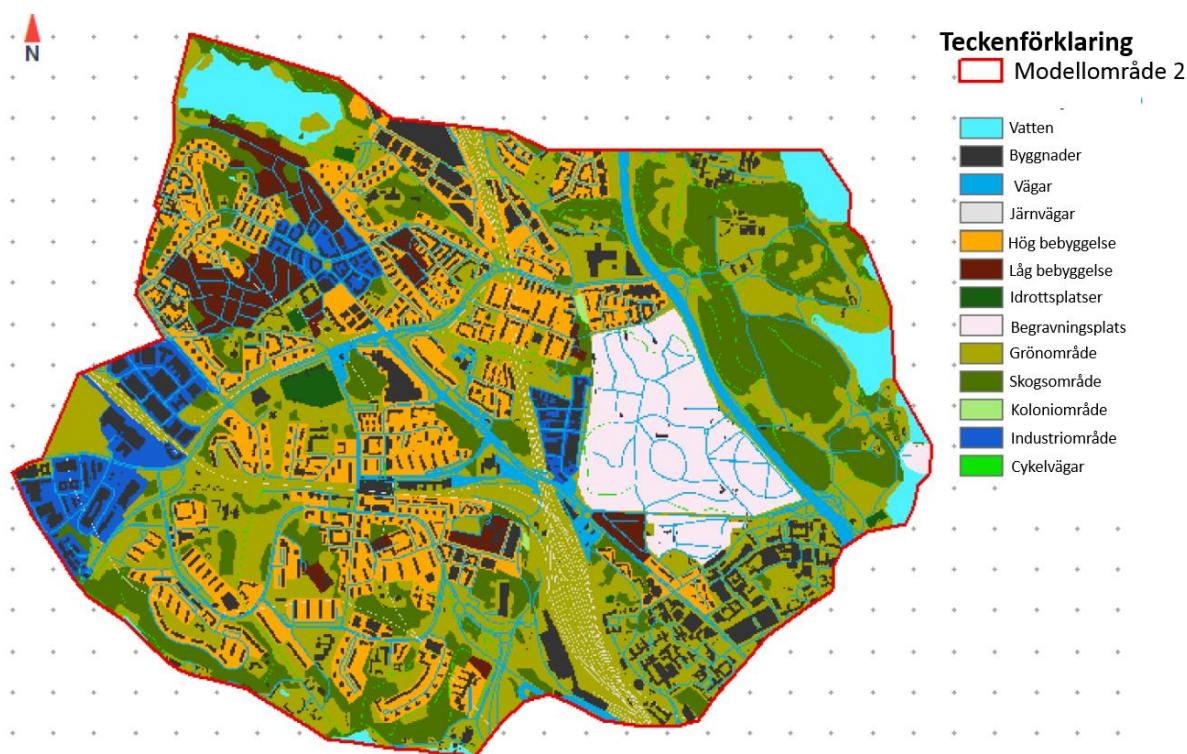 N
Teckenförklaring
Modellområde 2
Vatten
Byggnader
Vägar
Järnvägar
Hög bebyggelse
Låg bebyggelse
Idrottsplatser
Begravningsplats
Grönområde
Skogsområde
Koloniområde
Industriområde
Cykelvägar